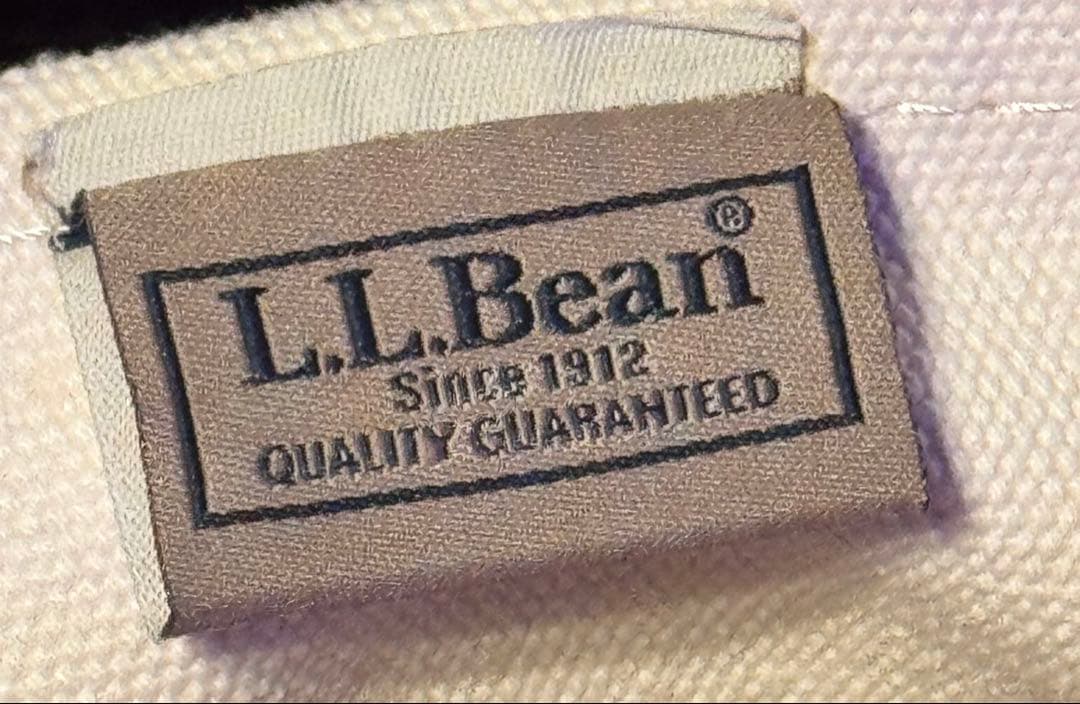 L.L.Bean®
Since 1912
QUALITY GUARANTEED